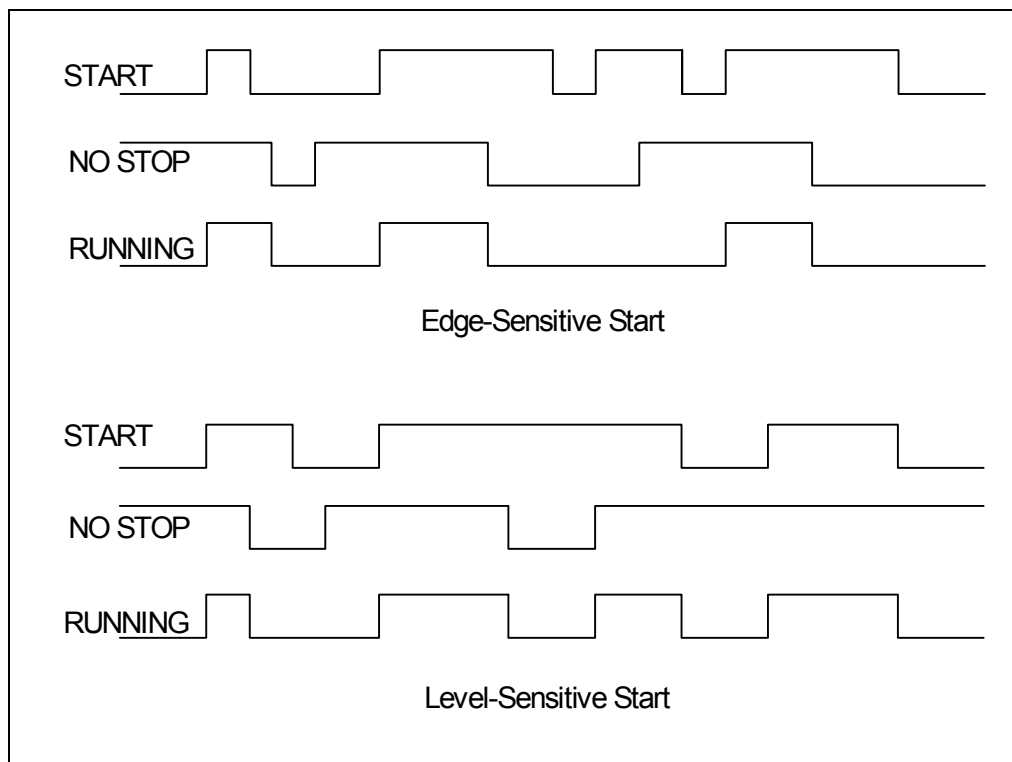 START
NO STOP
RUNNING
Edge-Sensitive Start
START
NO STOP
RUNNING
Level-Sensitive Start